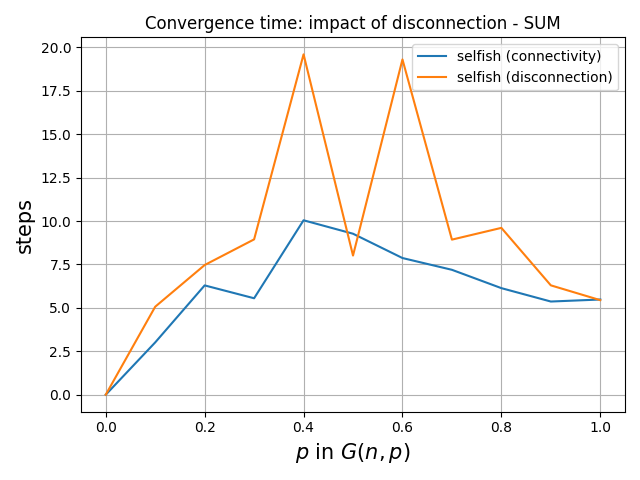 Convergence time: impact of disconnection - SUM
selfish (connectivity)
selfish (disconnection)
steps
20.0
17.5
15.0
12.5
10.0
7.5
5.0
2.5
0.0
0.0 0.2 0.4 0.6 0.8 1.0
p in G(n, p)